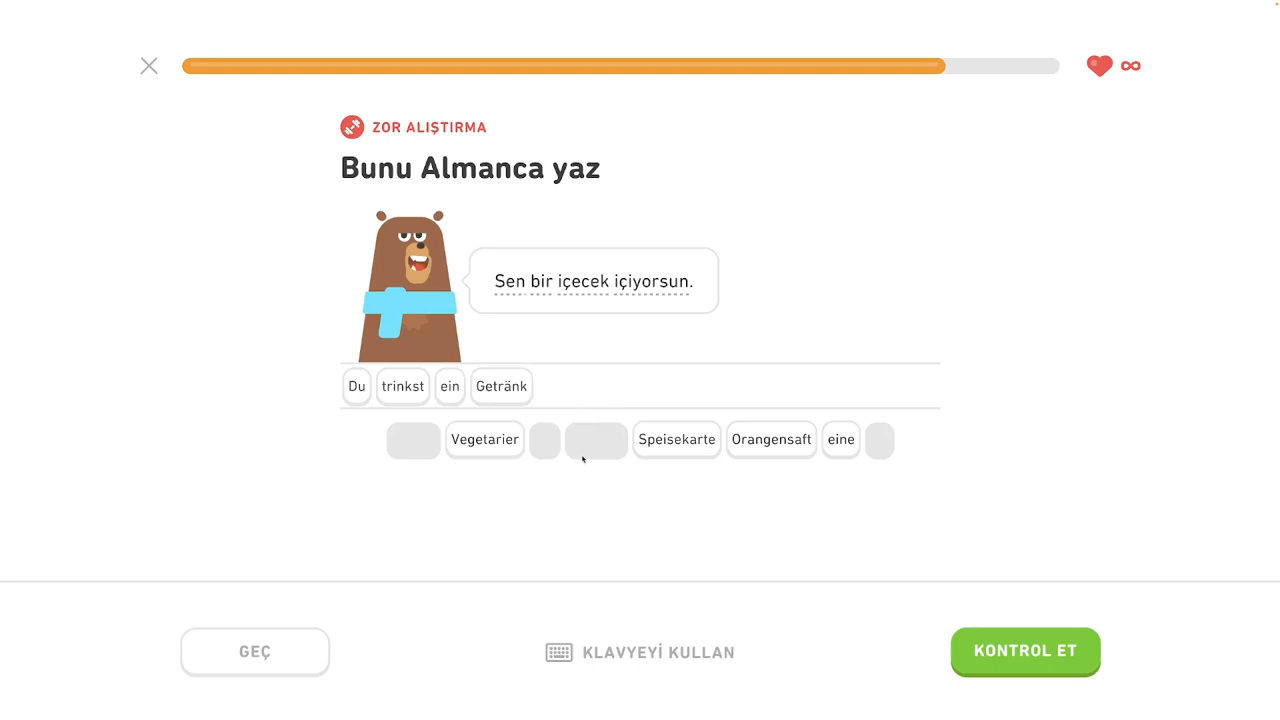 ZOR ALIŞTIRMA
Bunu Almanca yaz
Sen bir içecek içiyorsun.
Du trinkst ein Getränk
Vegetarier Speisekarte Orangensaft eine
GEÇ KLAVYEYİ KULLAN KONTROL ET